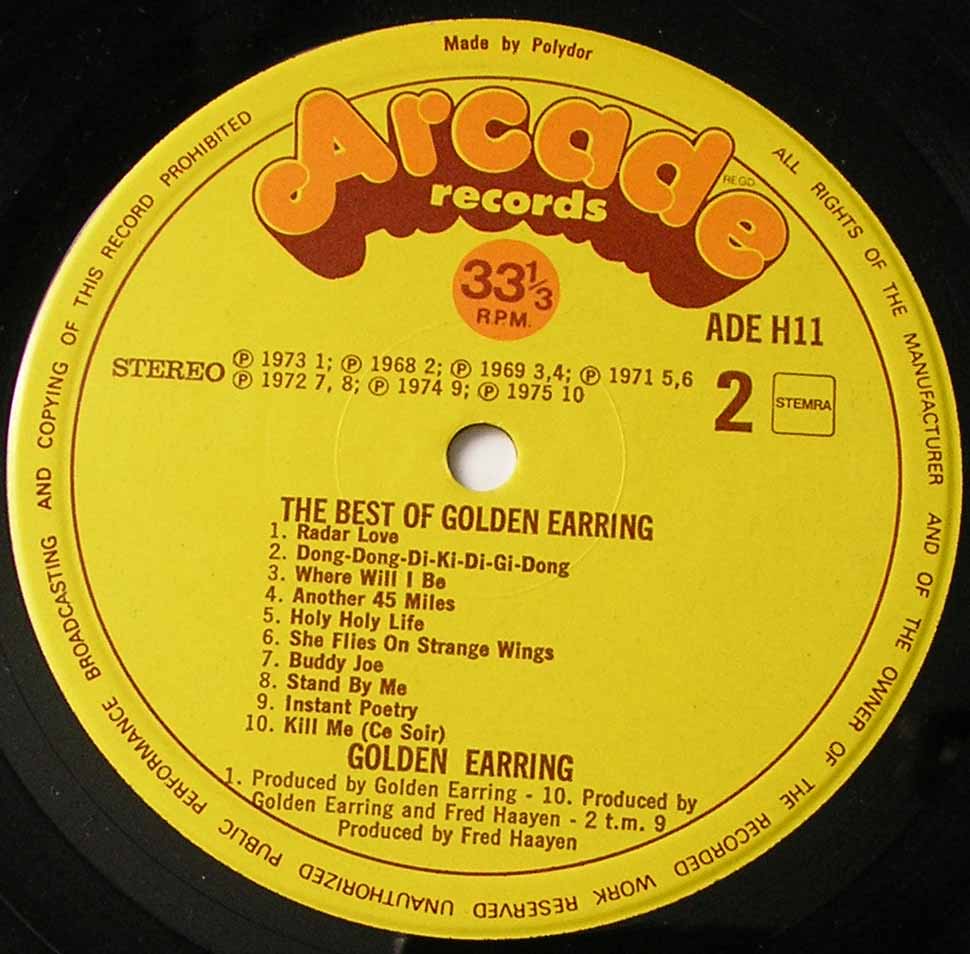 Made by Polydor
ALL RIGHTS OF THE MANUFACTURER AND OF THE OWNER OF THE RECORDED WORK RESERVED UNAUTHORIZED PUBLIC PERFORMANCE BROADCASTING AND COPYING OF THIS RECORD PROHIBITED
Arcade
REGD.
records
33⅓
R.P.M.
ADE H11
STEREO
℗ 1973 1; ℗ 1968 2; ℗ 1969 3,4; ℗ 1971 5,6
℗ 1972 7, 8; ℗ 1974 9; ℗ 1975 10
2
STEMRA
THE BEST OF GOLDEN EARRING
1. Radar Love
2. Dong-Dong-Di-Ki-Di-Gi-Dong
3. Where Will I Be
4. Another 45 Miles
5. Holy Holy Life
6. She Flies On Strange Wings
7. Buddy Joe
8. Stand By Me
9. Instant Poetry
10. Kill Me (Ce Soir)
GOLDEN EARRING
1. Produced by Golden Earring - 10. Produced by
Golden Earring and Fred Haayen - 2 t.m. 9
Produced by Fred Haayen